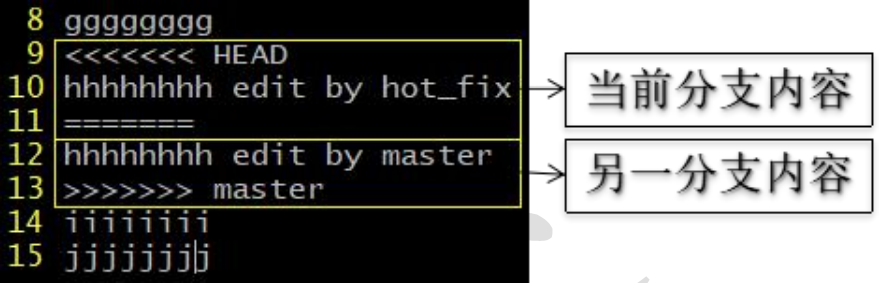 8 gggggggg
9 <<<<<<< HEAD
10 hhhhhhhh edit by hot_fix
当前分支内容
11 =======
12 hhhhhhhh edit by master
另一分支内容
13 >>>>>>> master
14 iiiiiiii
15 jjjjjjjj